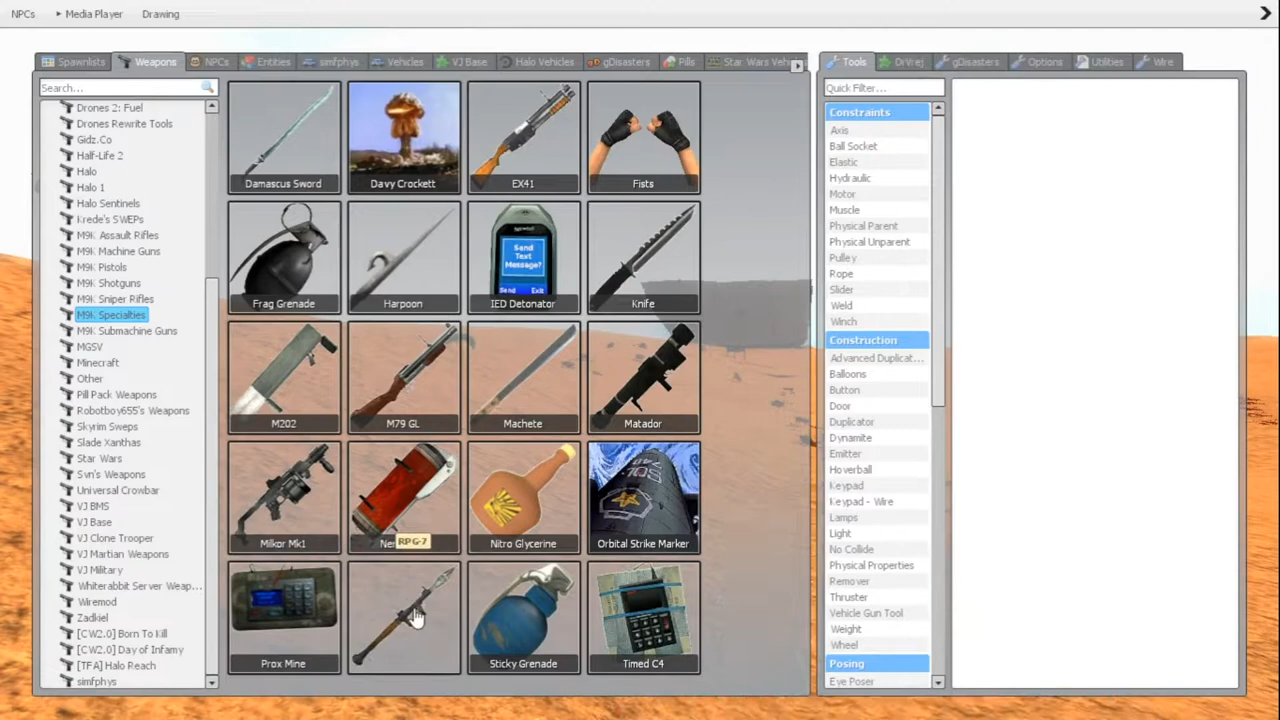 NPCs
Media Player
Drawing
Spawnlists
Weapons
NPCs
Entities
simfphys
Vehicles
VJ Base
Halo Vehicles
gDisasters
Pills
Star Wars Vehi
Tools
DrVrej
gDisasters
Options
Utilities
Wire
Search...
Drones 2: Fuel
Drones Rewrite Tools
Gidz.Co
Half-Life 2
Halo
Halo 1
Halo Sentinels
Krede's SWEPs
M9K Assault Rifles
M9K Machine Guns
M9K Pistols
M9K Shotguns
M9K Sniper Rifles
M9K Specialties
M9K Submachine Guns
MGSV
Minecraft
Other
Pill Pack Weapons
Robotboy655's Weapons
Skyrim Sweps
Slade Xanthas
Star Wars
Svn's Weapons
Universal Crowbar
VJ BMS
VJ Base
VJ Clone Trooper
VJ Martian Weapons
VJ Military
Whiterabbit Server Weap...
Wiremod
Zadkiel
[CW2.0] Born To Kill
[CW2.0] Day of Infamy
[TFA] Halo Reach
simfphys
Damascus Sword
Davy Crockett
EX41
Fists
Send
Text
Message?
Send
Exit
Frag Grenade
Harpoon
IED Detonator
Knife
M202
M79 GL
Machete
Matador
Milkor Mk1
Ner
RPG-7
Nitro Glycerine
Orbital Strike Marker
Prox Mine
Sticky Grenade
Timed C4
Quick Filter...
Constraints
Axis
Ball Socket
Elastic
Hydraulic
Motor
Muscle
Physical Parent
Physical Unparent
Pulley
Rope
Slider
Weld
Winch
Construction
Advanced Duplicat...
Balloons
Button
Door
Duplicator
Dynamite
Emitter
Hoverball
Keypad
Keypad - Wire
Lamps
Light
No Collide
Physical Properties
Remover
Thruster
Vehicle Gun Tool
Weight
Wheel
Posing
Eye Poser